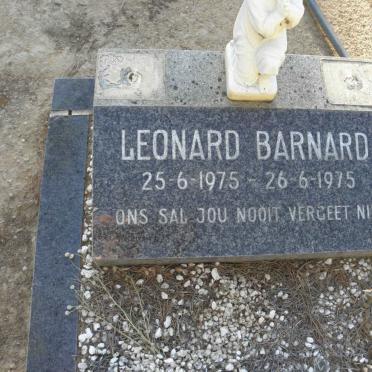 LEONARD BARNARD
25-6-1975 - 26-6-1975
ONS SAL JOU NOOIT VERGEET NI